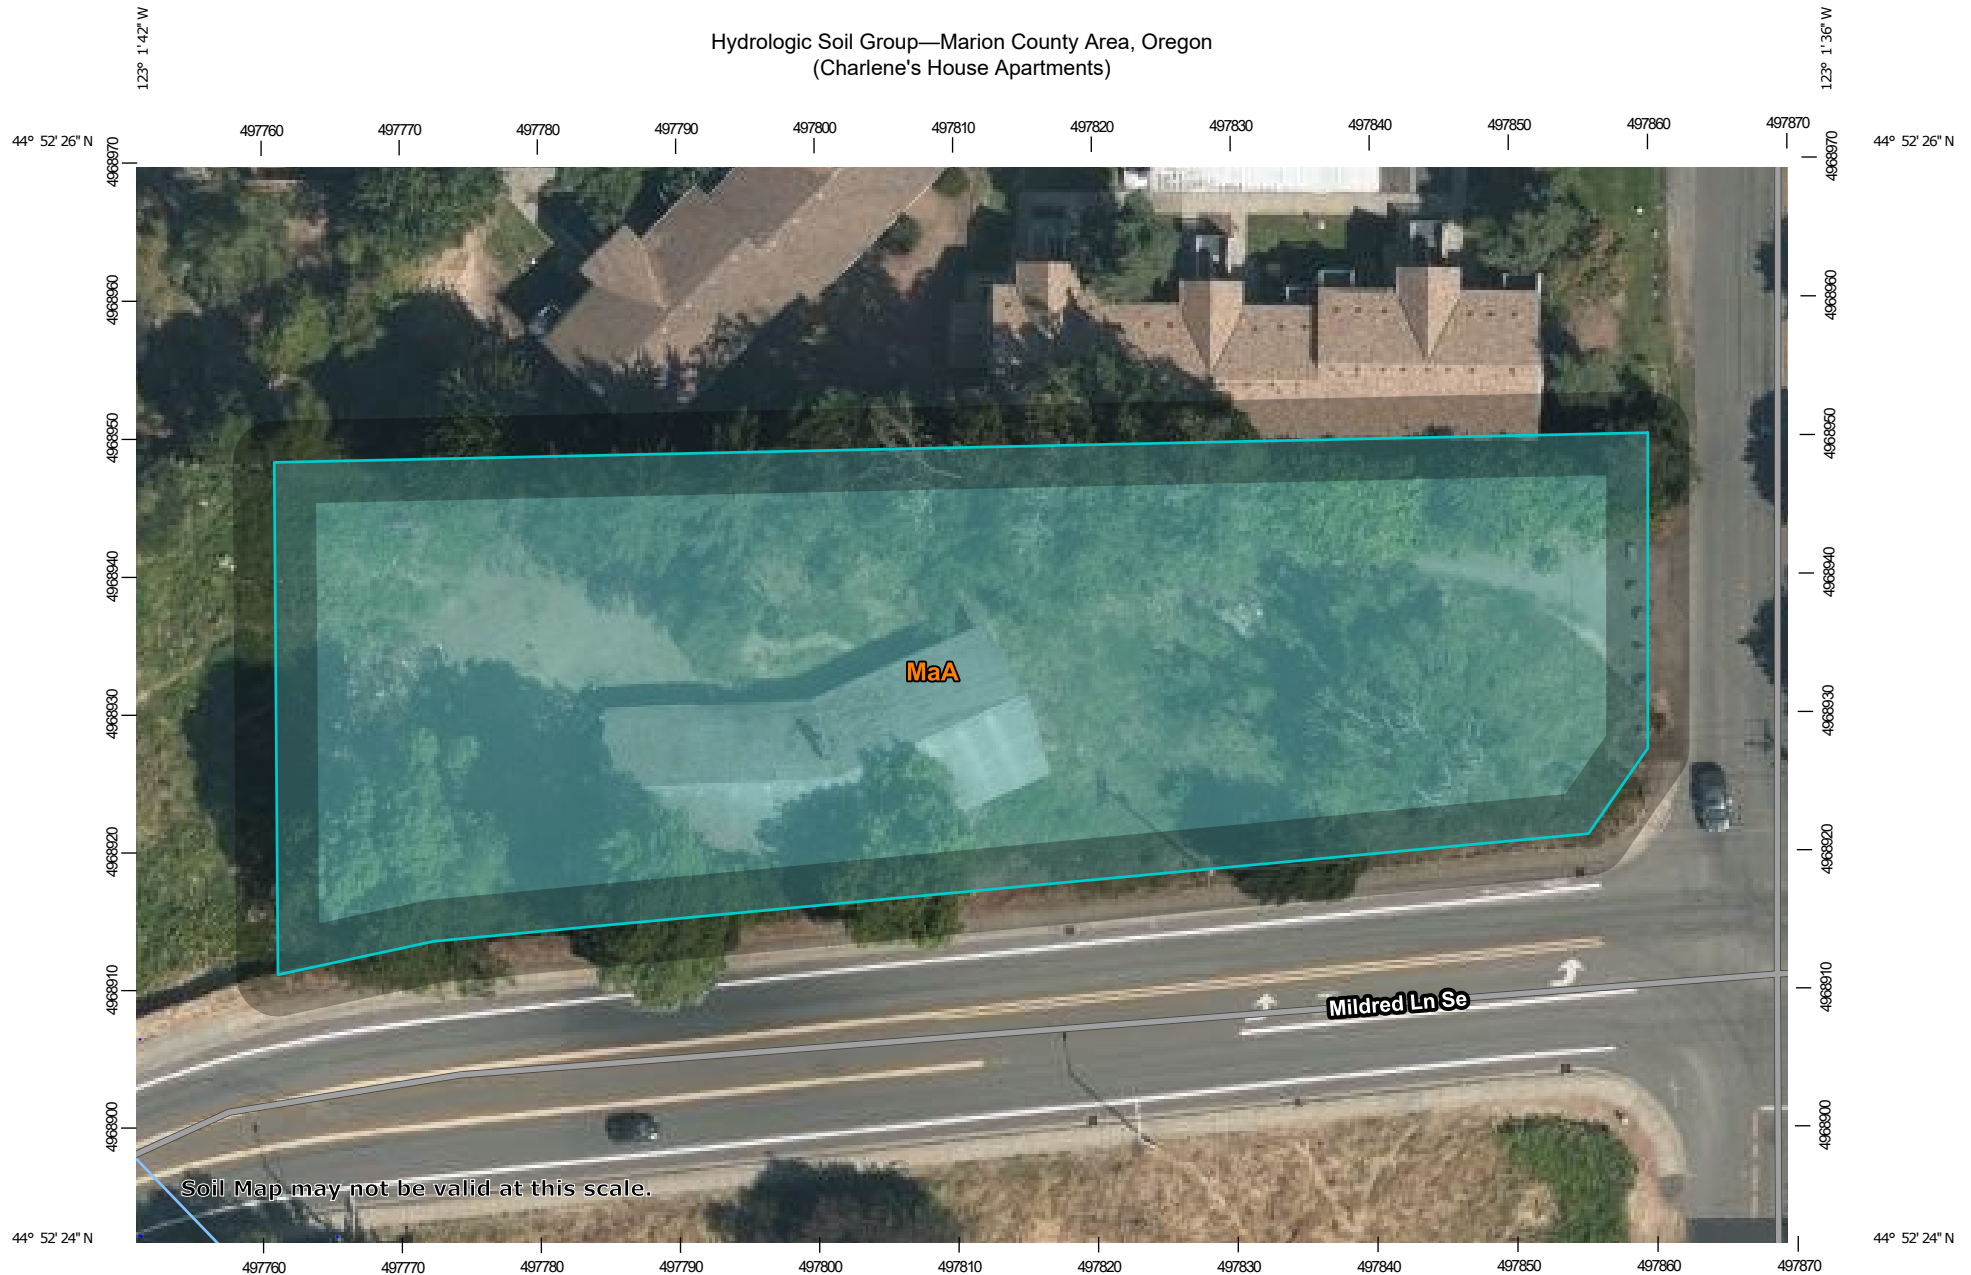 Hydrologic Soil Group—Marion County Area, Oregon
(Charlene's House Apartments)
123° 1' 42'' W
123° 1' 36'' W
497760 497770 497780 497790 497800 497810 497820 497830 497840 497850 497860 497870
44° 52' 26'' N
44° 52' 26'' N
4968970
4968970
4968960
4968960
4968950
4968950
4968940
4968940
MaA
4968930
4968930
4968920
4968920
4968910
4968910
Mildred Ln Se
4968900
4968900
Soil Map may not be valid at this scale.
44° 52' 24'' N
44° 52' 24'' N
497760 497770 497780 497790 497800 497810 497820 497830 497840 497850 497860 497870